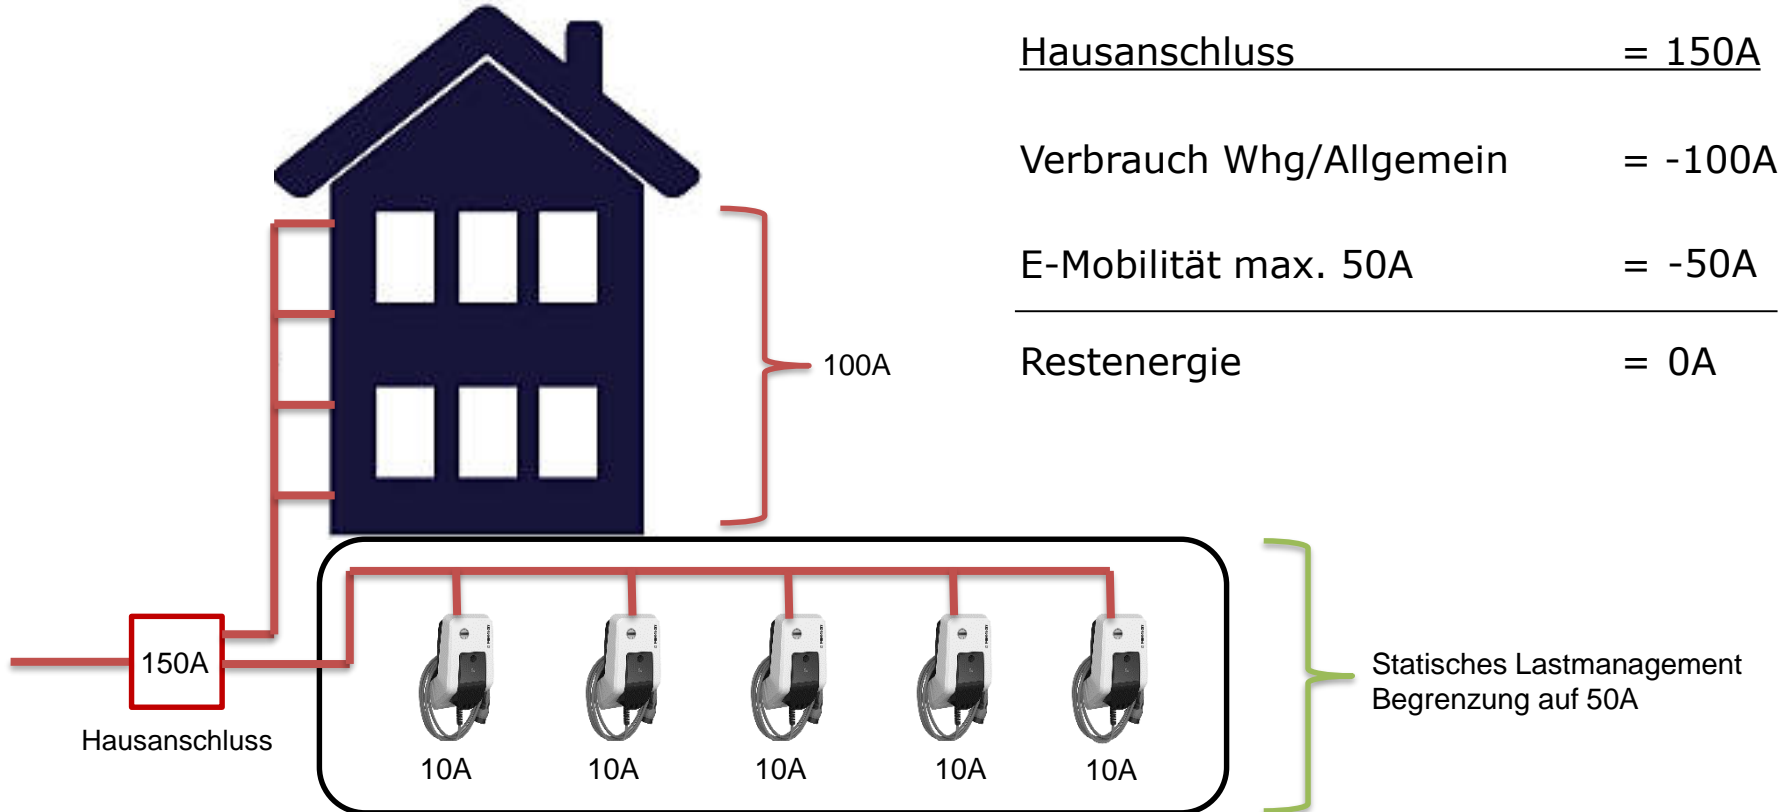 Hausanschluss = 150A
Verbrauch Whg/Allgemein = -100A
E-Mobilität max. 50A = -50A
Restenergie = 0A
100A
150A
Hausanschluss
10A 10A 10A 10A 10A
Statisches Lastmanagement
Begrenzung auf 50A